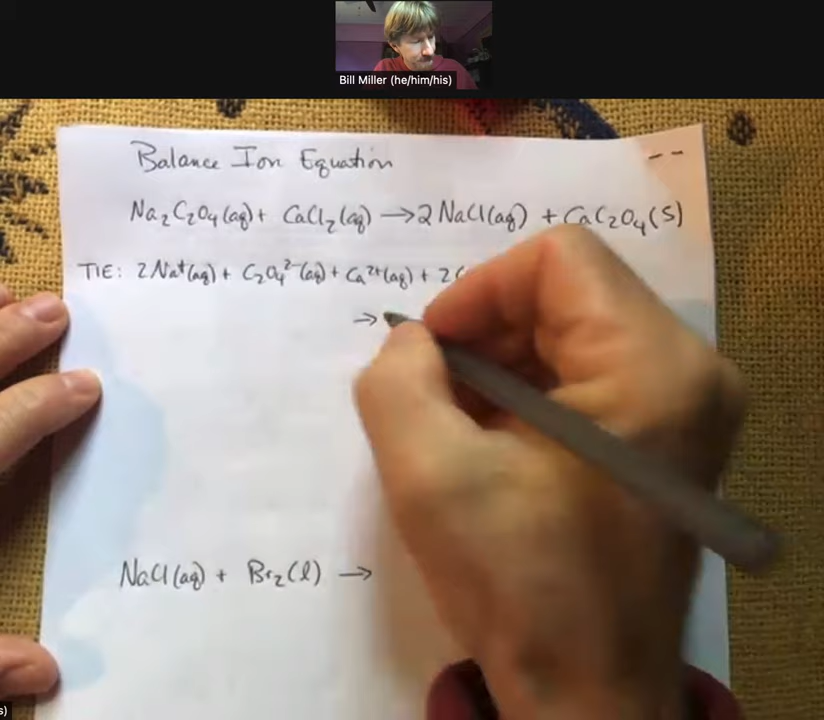 Bill Miller (he/him/his)
Balance Ion Equation
Na₂C₂O₄(aq) + CaCl₂(aq) → 2 NaCl(aq) + CaC₂O₄(s)
TIE: 2Na⁺(aq) + C₂O₄²⁻(aq) + Ca²⁺(aq) + 2
→
NaCl(aq) + Br₂(l) →
s)